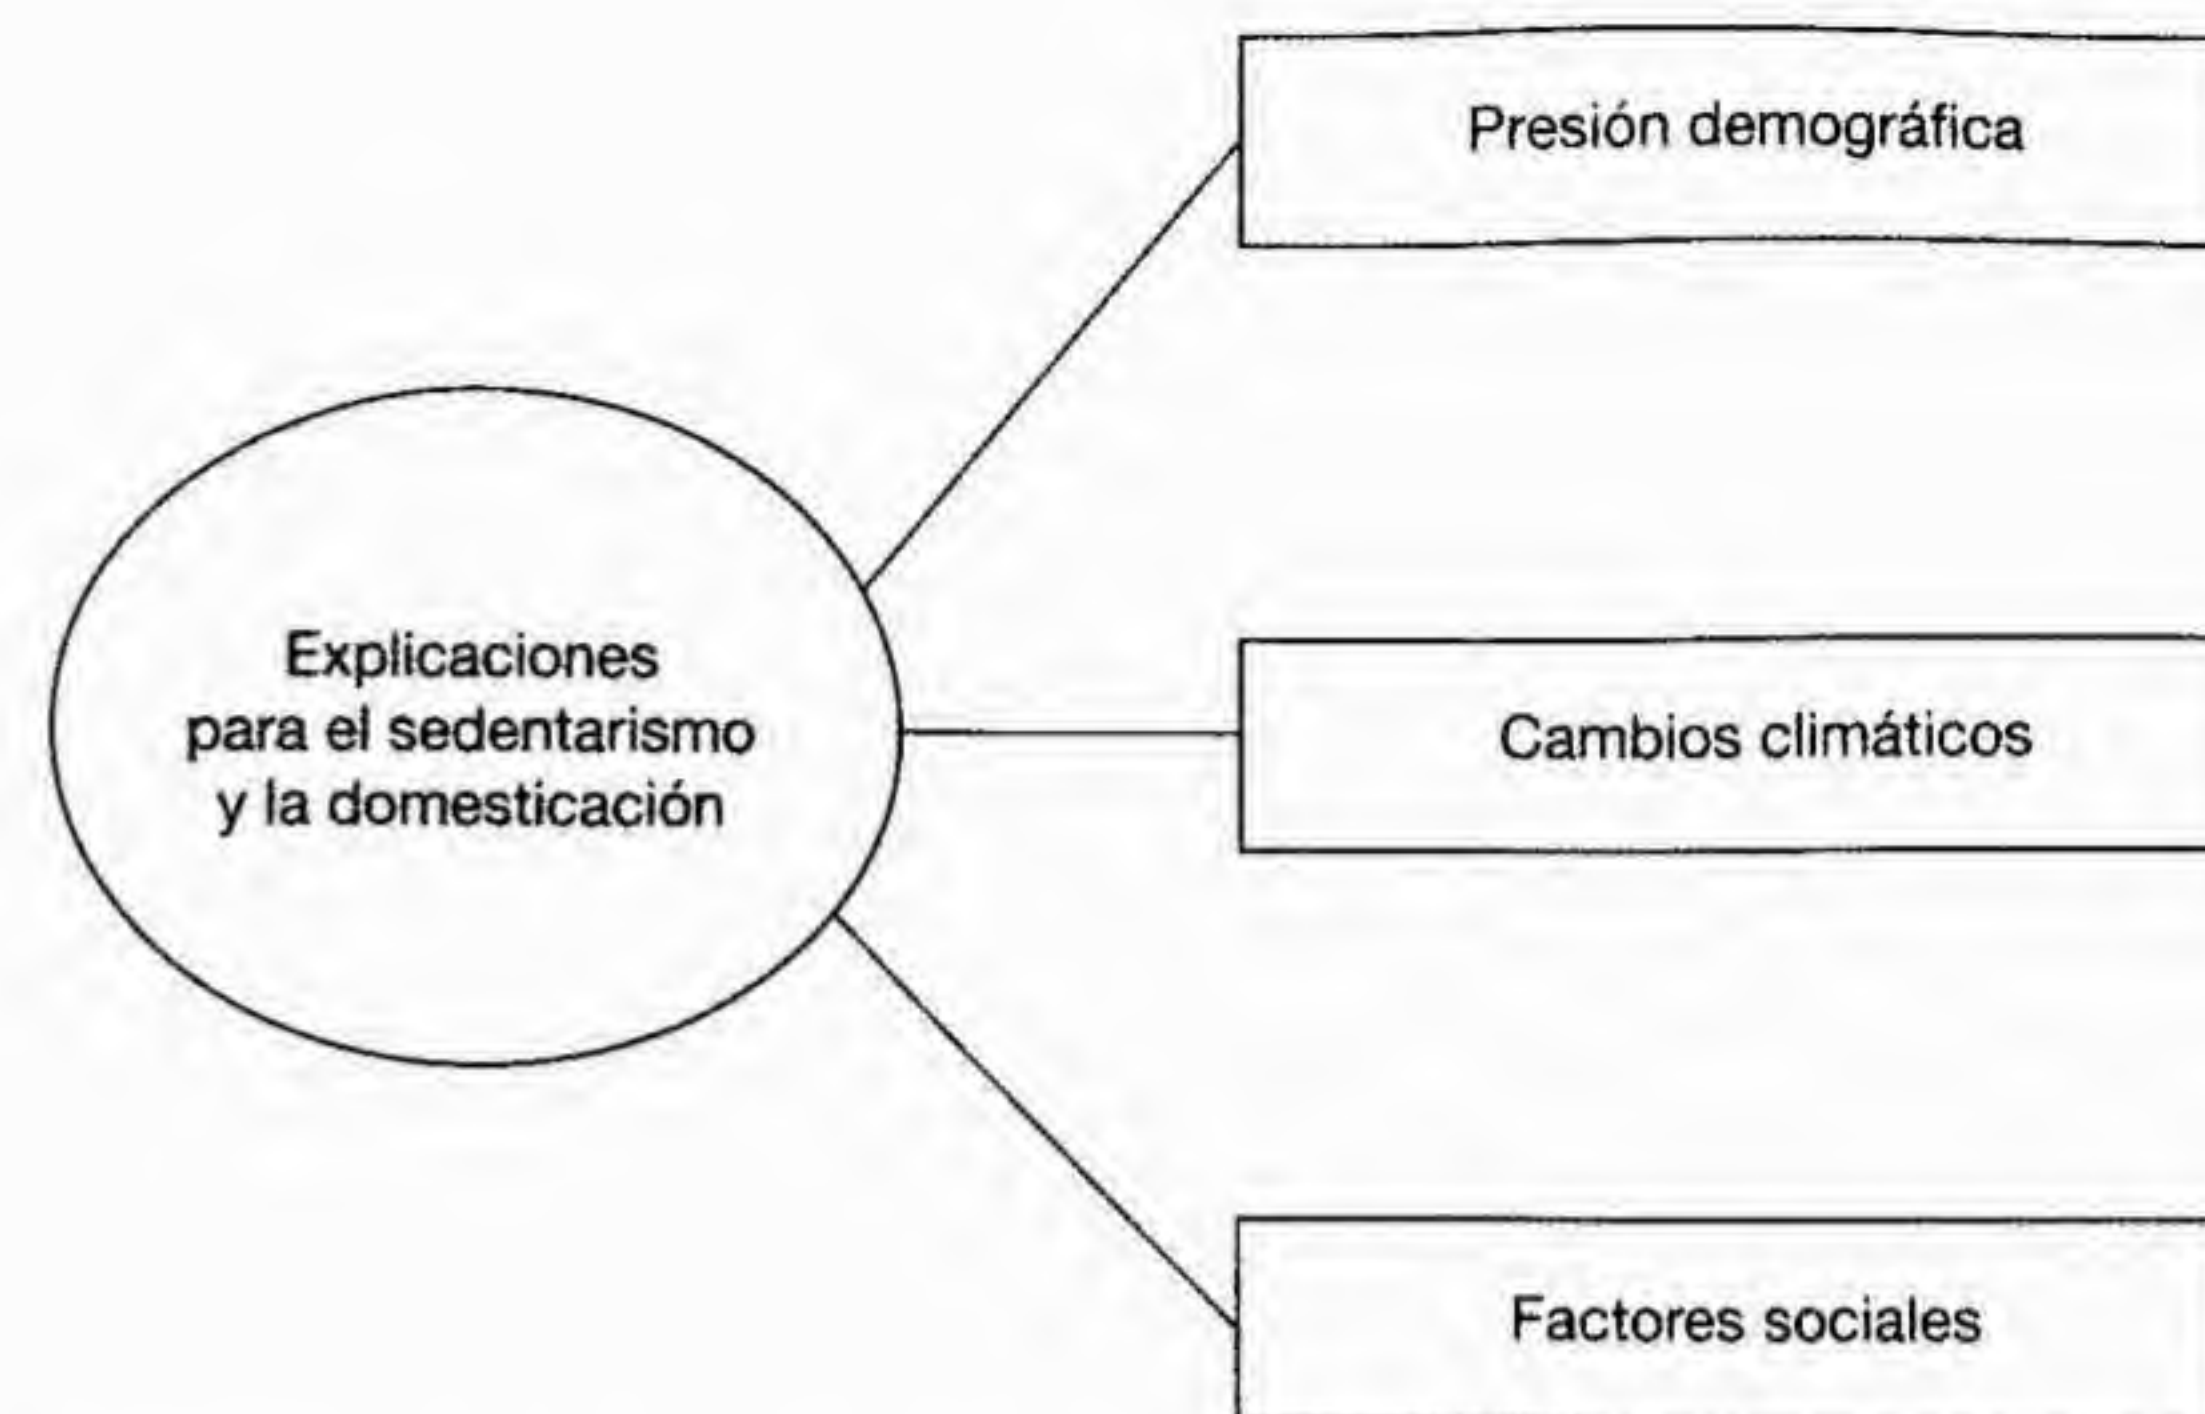 Presión demográfica
Explicaciones
para el sedentarismo
y la domesticación
Cambios climáticos
Factores sociales